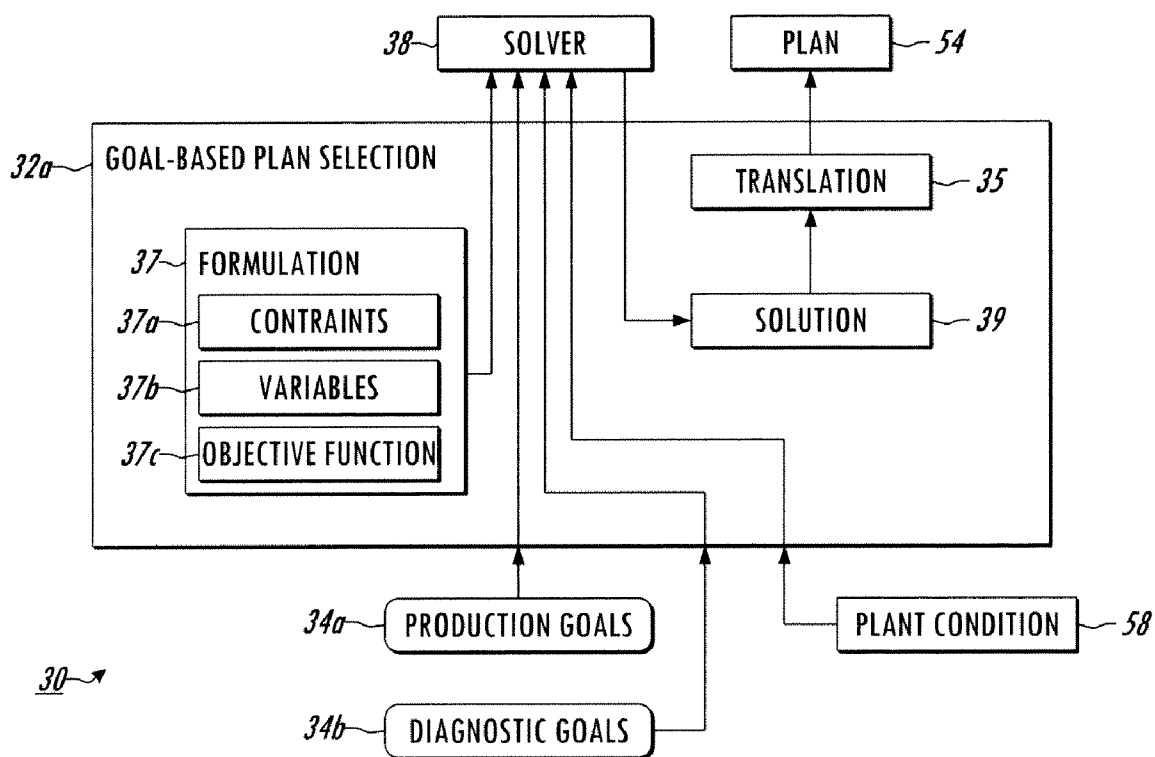 38 SOLVER
PLAN 54
32a GOAL-BASED PLAN SELECTION
TRANSLATION 35
37 FORMULATION
37a CONTRAINTS
SOLUTION 39
37b VARIABLES
37c OBJECTIVE FUNCTION
34a PRODUCTION GOALS
PLANT CONDITION 58
30
34b DIAGNOSTIC GOALS